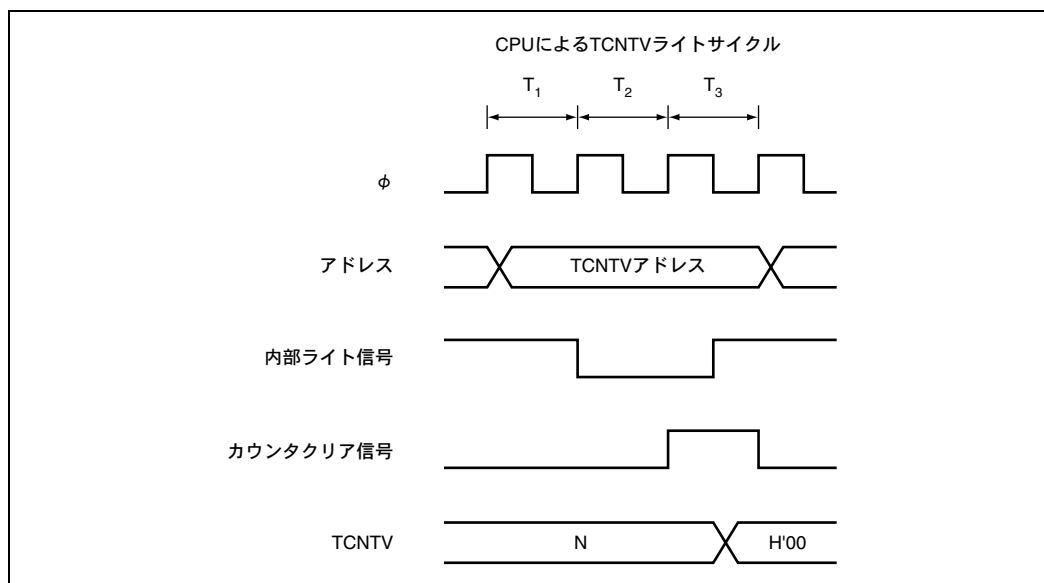 CPUによるTCNTVライトサイクル
T1 T2 T3
φ
アドレス TCNTVアドレス
内部ライト信号
カウンタクリア信号
TCNTV N H'00